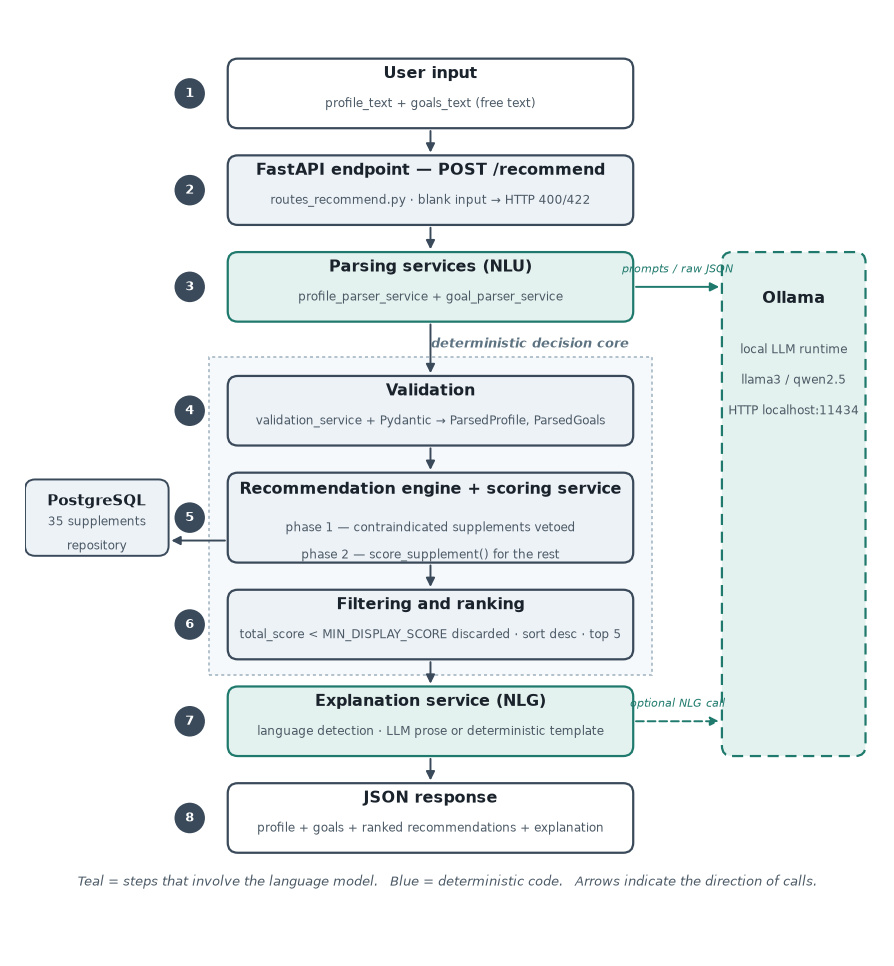 1
User input
profile_text + goals_text (free text)
2
FastAPI endpoint — POST /recommend
routes_recommend.py · blank input → HTTP 400/422
3
Parsing services (NLU)
profile_parser_service + goal_parser_service
prompts / raw JSON
Ollama
local LLM runtime
llama3 / qwen2.5
HTTP localhost:11434
deterministic decision core
4
Validation
validation_service + Pydantic → ParsedProfile, ParsedGoals
5
Recommendation engine + scoring service
phase 1 — contraindicated supplements vetoed
phase 2 — score_supplement() for the rest
PostgreSQL
35 supplements
repository
6
Filtering and ranking
total_score < MIN_DISPLAY_SCORE discarded · sort desc · top 5
7
Explanation service (NLG)
language detection · LLM prose or deterministic template
optional NLG call
8
JSON response
profile + goals + ranked recommendations + explanation
Teal = steps that involve the language model. Blue = deterministic code. Arrows indicate the direction of calls.